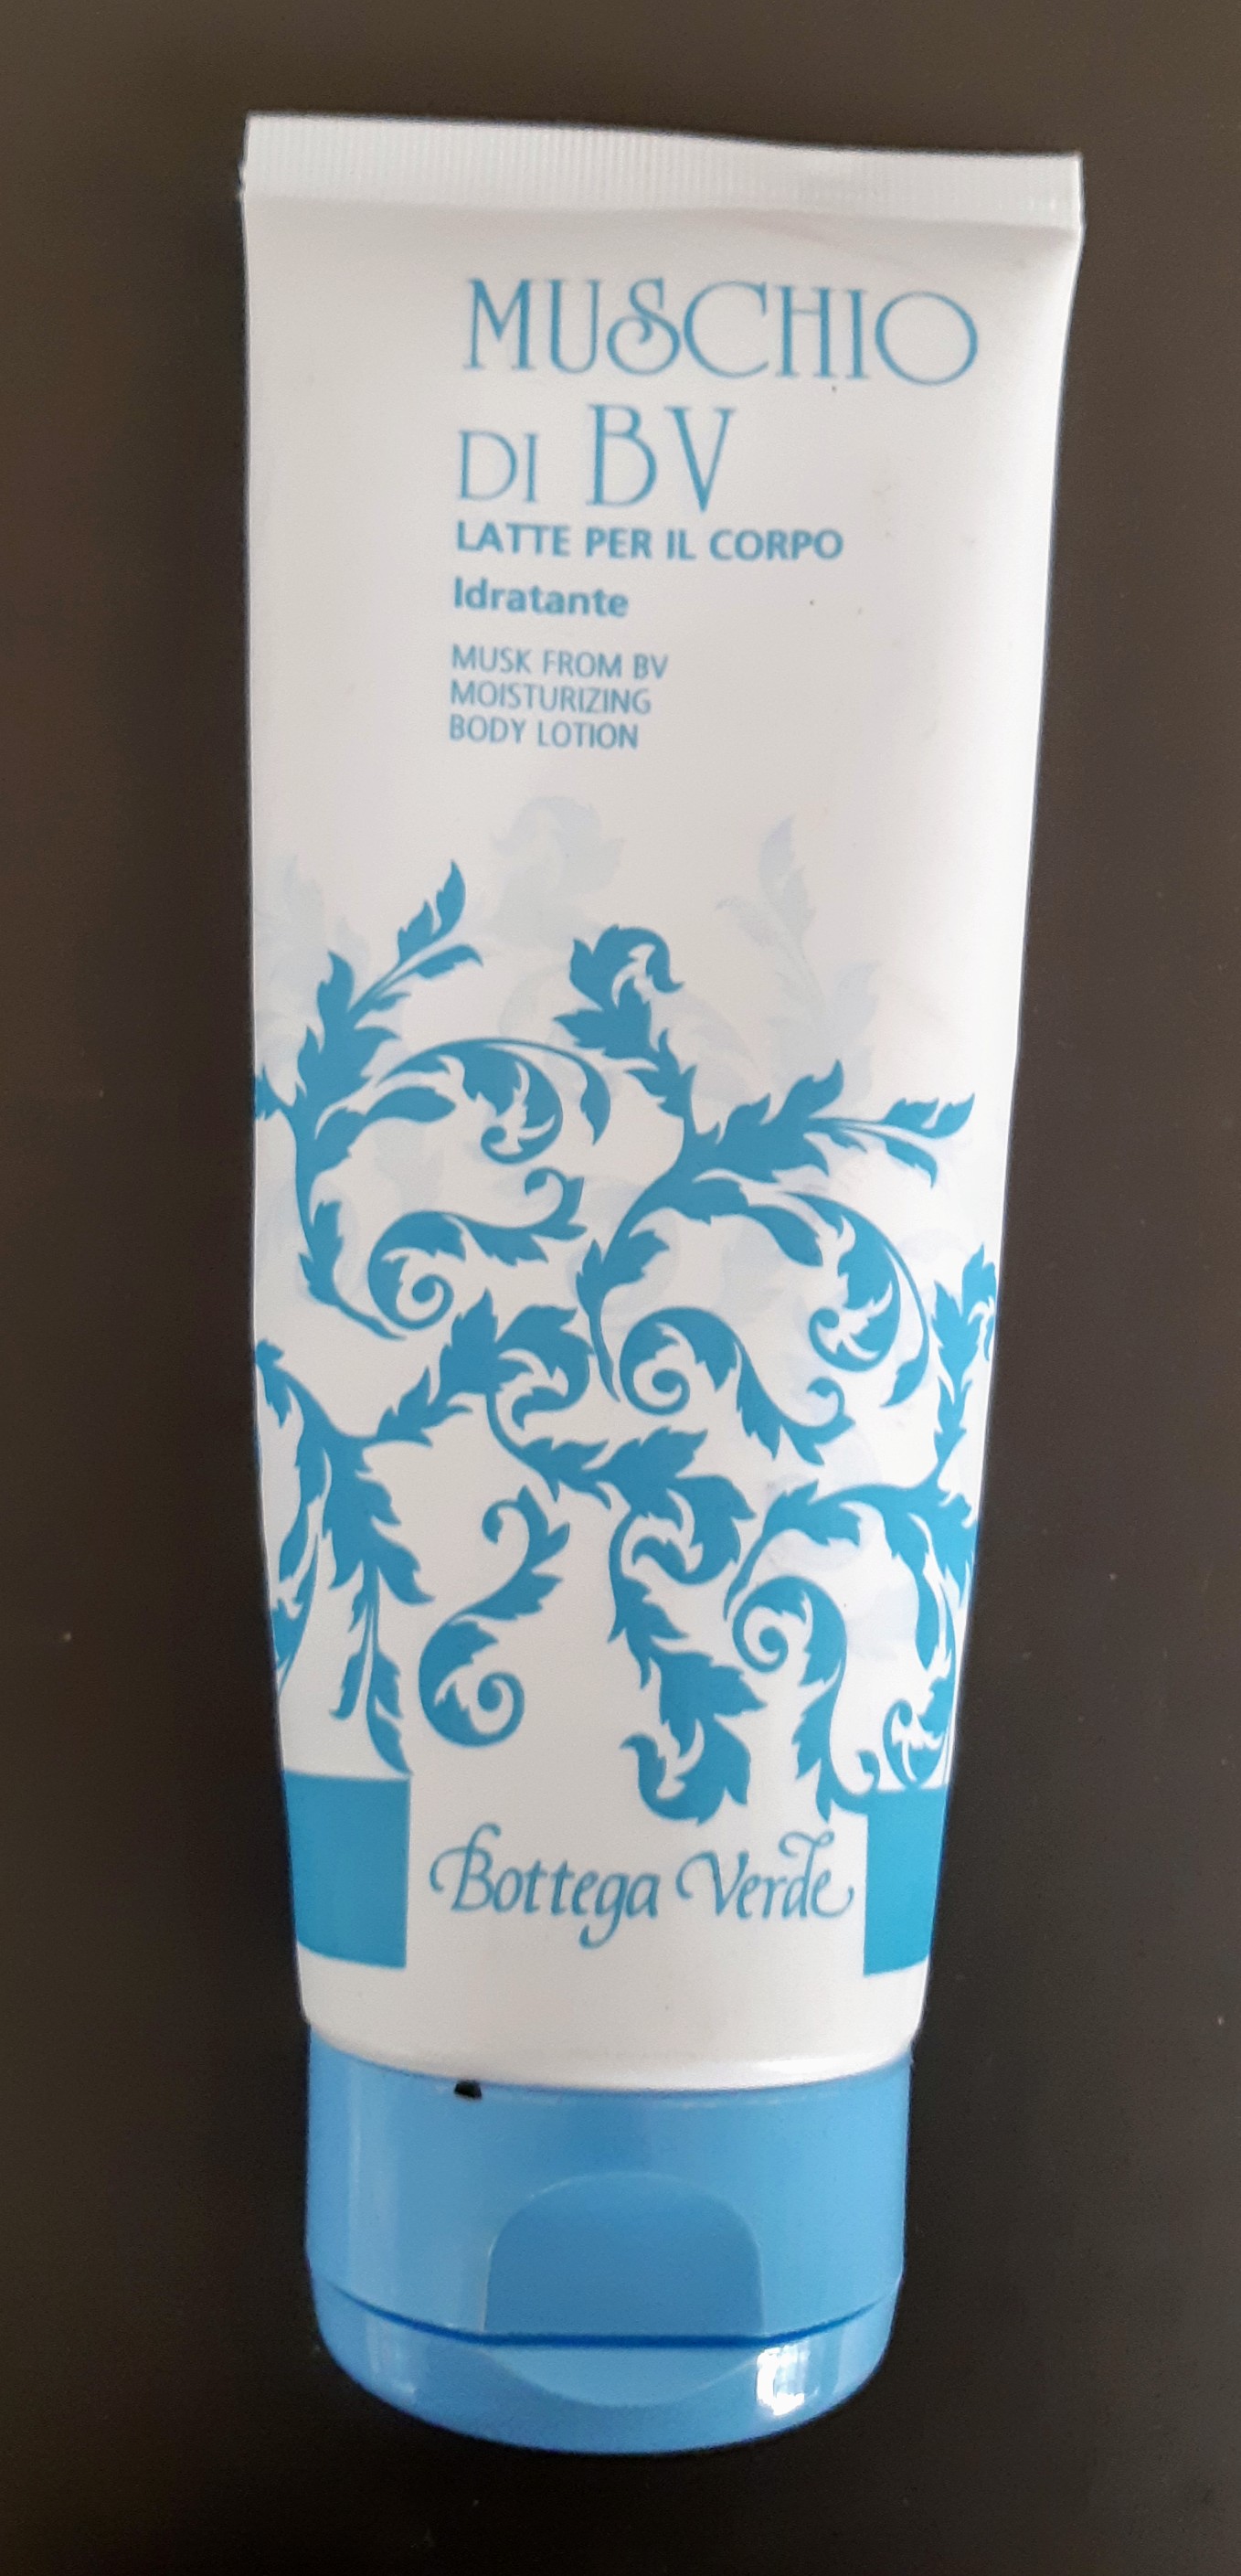 MUSCHIO
DI BV
LATTE PER IL CORPO
Idratante
MUSK FROM BV
MOISTURIZING
BODY LOTION
Bottega Verde